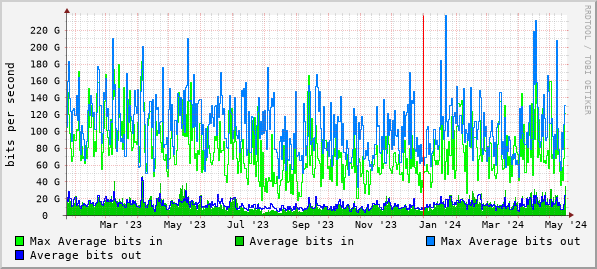 RRDTOOL / TOBI OETIKER
bits per second
220 G
200 G
180 G
160 G
140 G
120 G
100 G
80 G
60 G
40 G
20 G
0
Mar '23 May '23 Jul '23 Sep '23 Nov '23 Jan '24 Mar '24 May '24
Max Average bits in Average bits in Max Average bits out
Average bits out